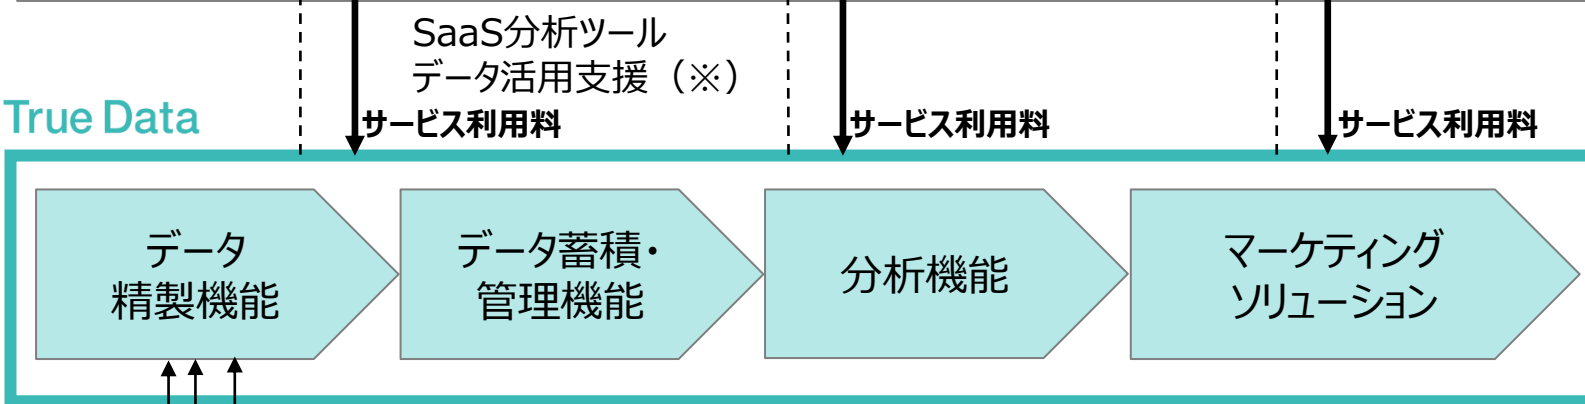 SaaS分析ツール
データ活用支援（※）
True Data
サービス利用料
サービス利用料
サービス利用料
データ
精製機能
データ蓄積・
管理機能
分析機能
マーケティング
ソリューション